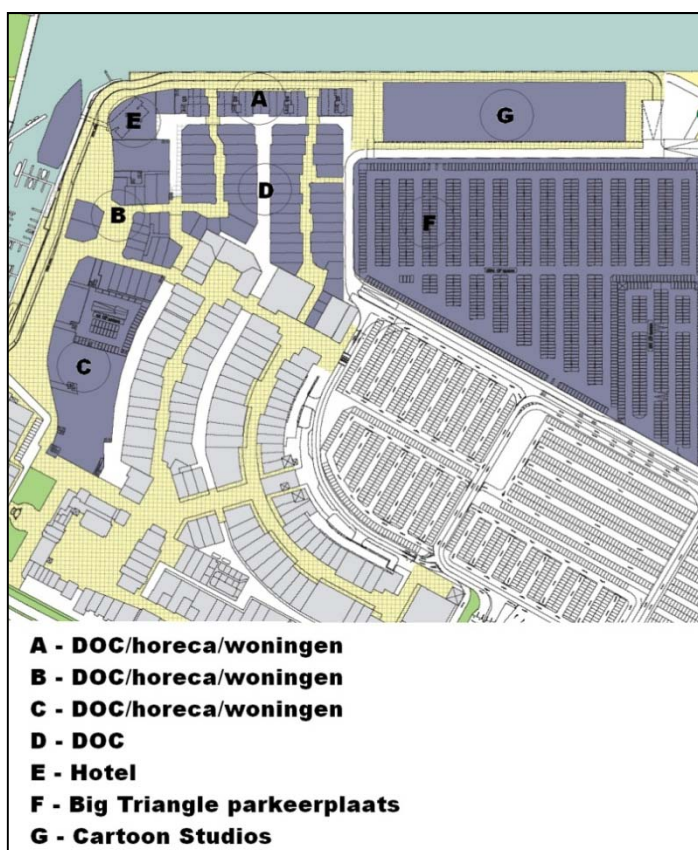 A
E
G
D
B
F
C
A - DOC/horeca/woningen
B - DOC/horeca/woningen
C - DOC/horeca/woningen
D - DOC
E - Hotel
F - Big Triangle parkeerplaats
G - Cartoon Studios